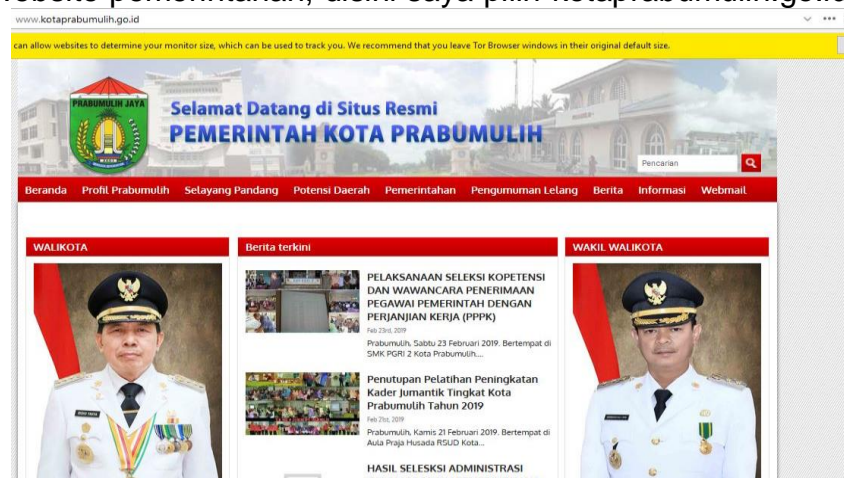 website pemerintahan, disini saya pilih kotaprabumulih.go.id
www.kotaprabumulih.go.id
can allow websites to determine your monitor size, which can be used to track you. We recommend that you leave Tor Browser windows in their original default size.
PRABUMULIH JAYA
Selamat Datang di Situs Resmi
PEMERINTAH KOTA PRABUMULIH
Pencarian
Beranda Profil Prabumulih Selayang Pandang Potensi Daerah Pemerintahan Pengumuman Lelang Berita Informasi Webmail
WALIKOTA
Berita terkini
WAKIL WALIKOTA
PELAKSANAAN SELEKSI KOPETENSI
DAN WAWANCARA PENERIMAAN
PEGAWAI PEMERINTAH DENGAN
PERJANJIAN KERJA (PPPK)
Feb 23rd, 2019
Prabumulih, Sabtu 23 Februari 2019. Bertempat di
SMK PGRI 2 Kota Prabumulih....
Penutupan Pelatihan Peningkatan
Kader Jumantik Tingkat Kota
Prabumulih Tahun 2019
Feb 21st, 2019
Prabumulih, Kamis 21 Februari 2019. Bertempat di
Aula Praja Husada RSUD Kota...
HASIL SELESKSI ADMINISTRASI